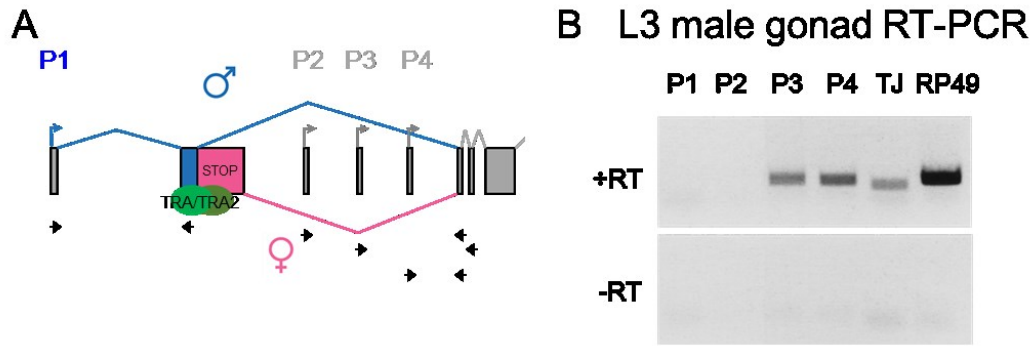 A
P1
♂
P2 P3 P4
STOP
TRA/TRA2
♀
B L3 male gonad RT-PCR
P1 P2 P3 P4 TJ RP49
+RT
-RT